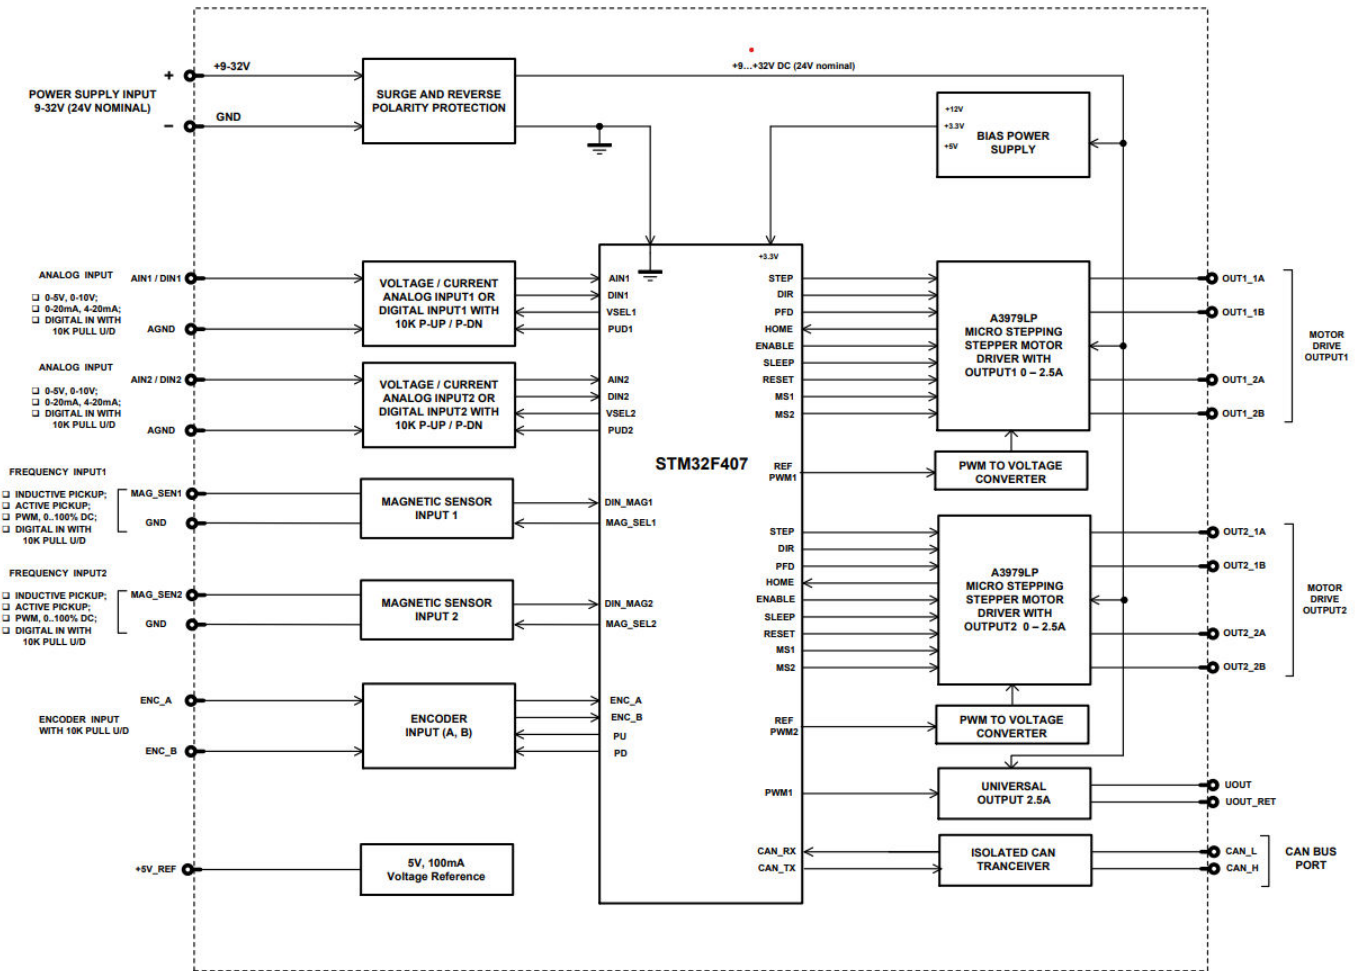 +9-32V
+9...+32V DC (24V nominal)
+
POWER SUPPLY INPUT
9-32V (24V NOMINAL)
GND
−
SURGE AND REVERSE
POLARITY PROTECTION
+12V
+3.3V
+5V
BIAS POWER
SUPPLY
ANALOG INPUT
❑ 0-5V, 0-10V;
❑ 0-20mA, 4-20mA;
❑ DIGITAL IN WITH
10K PULL U/D
AIN1 / DIN1
AGND
VOLTAGE / CURRENT
ANALOG INPUT1 OR
DIGITAL INPUT1 WITH
10K P-UP / P-DN
AIN1
DIN1
VSEL1
PUD1
ANALOG INPUT
❑ 0-5V, 0-10V;
❑ 0-20mA, 4-20mA;
❑ DIGITAL IN WITH
10K PULL U/D
AIN2 / DIN2
AGND
VOLTAGE / CURRENT
ANALOG INPUT2 OR
DIGITAL INPUT2 WITH
10K P-UP / P-DN
AIN2
DIN2
VSEL2
PUD2
FREQUENCY INPUT1
❑ INDUCTIVE PICKUP;
❑ ACTIVE PICKUP;
❑ PWM, 0..100% DC;
❑ DIGITAL IN WITH
10K PULL U/D
MAG_SEN1
GND
MAGNETIC SENSOR
INPUT 1
DIN_MAG1
MAG_SEL1
FREQUENCY INPUT2
❑ INDUCTIVE PICKUP;
❑ ACTIVE PICKUP;
❑ PWM, 0..100% DC;
❑ DIGITAL IN WITH
10K PULL U/D
MAG_SEN2
GND
MAGNETIC SENSOR
INPUT 2
DIN_MAG2
MAG_SEL2
ENCODER INPUT
WITH 10K PULL U/D
ENC_A
ENC_B
ENCODER
INPUT (A, B)
ENC_A
ENC_B
PU
PD
+5V_REF
5V, 100mA
Voltage Reference
STM32F407
+3.3V
STEP
DIR
PFD
HOME
ENABLE
SLEEP
RESET
MS1
MS2
REF
PWM1
A3979LP
MICRO STEPPING
STEPPER MOTOR
DRIVER WITH
OUTPUT1 0 – 2.5A
PWM TO VOLTAGE
CONVERTER
OUT1_1A
OUT1_1B
OUT1_2A
OUT1_2B
MOTOR
DRIVE
OUTPUT1
STEP
DIR
PFD
HOME
ENABLE
SLEEP
RESET
MS1
MS2
REF
PWM2
A3979LP
MICRO STEPPING
STEPPER MOTOR
DRIVER WITH
OUTPUT2 0 – 2.5A
PWM TO VOLTAGE
CONVERTER
OUT2_1A
OUT2_1B
OUT2_2A
OUT2_2B
MOTOR
DRIVE
OUTPUT2
PWM1
UNIVERSAL
OUTPUT 2.5A
UOUT
UOUT_RET
CAN_RX
CAN_TX
ISOLATED CAN
TRANCEIVER
CAN_L
CAN_H
CAN BUS
PORT